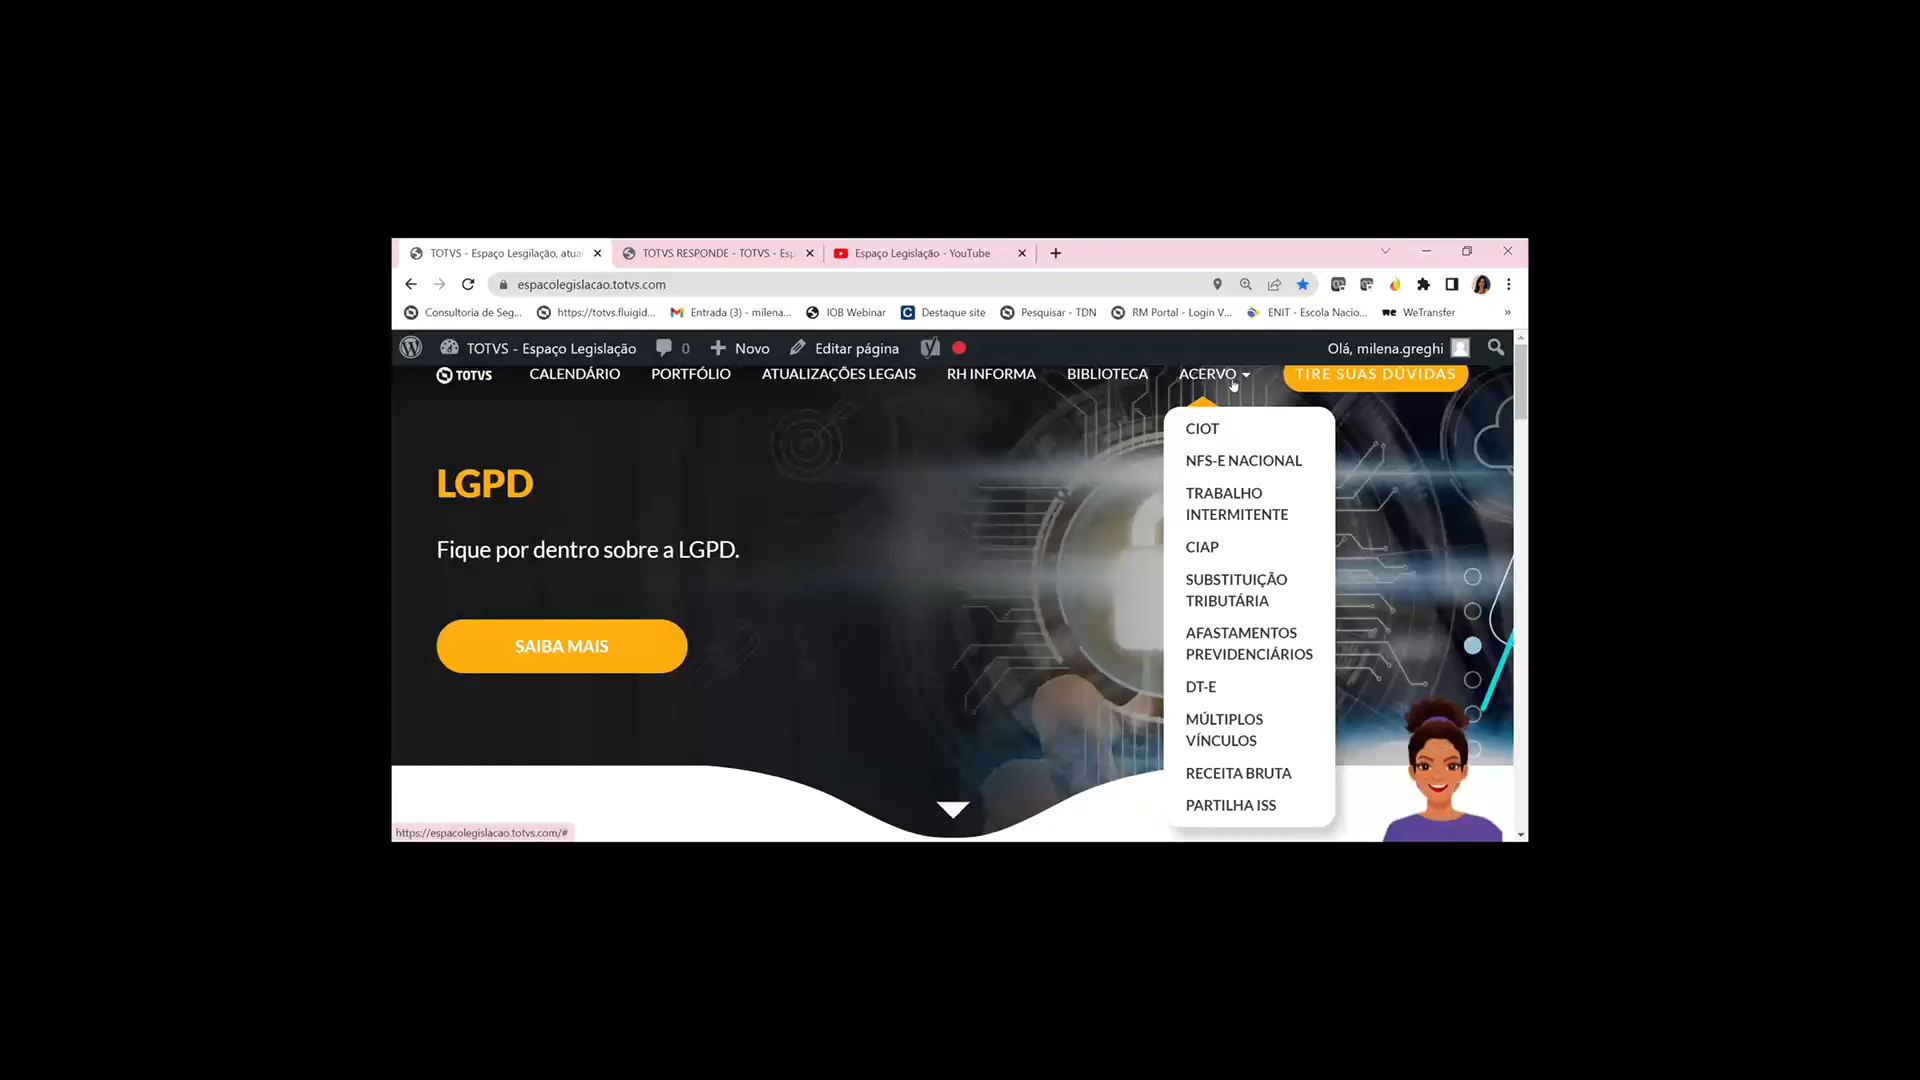 TOTVS - Espaço Lesgilação, atua
TOTVS RESPONDE - TOTVS - Esp
Espaço Legislação - YouTube
espacolegislacao.totvs.com
Consultoria de Seg...
https://totvs.fluigid...
Entrada (3) - milena...
IOB Webinar
Destaque site
Pesquisar - TDN
RM Portal - Login V...
ENIT - Escola Nacio...
WeTransfer
TOTVS - Espaço Legislação
0
Novo
Editar página
Olá, milena.greghi
TOTVS
CALENDÁRIO
PORTFÓLIO
ATUALIZAÇÕES LEGAIS
RH INFORMA
BIBLIOTECA
ACERVO
TIRE SUAS DÚVIDAS
CIOT
NFS-E NACIONAL
TRABALHO
INTERMITENTE
CIAP
SUBSTITUIÇÃO
TRIBUTÁRIA
AFASTAMENTOS
PREVIDENCIÁRIOS
DT-E
MÚLTIPLOS
VÍNCULOS
RECEITA BRUTA
PARTILHA ISS
LGPD
Fique por dentro sobre a LGPD.
SAIBA MAIS
https://espacolegislacao.totvs.com/#